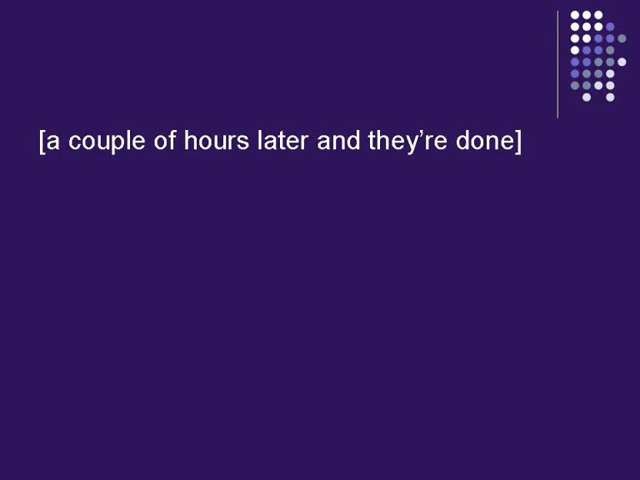 [a couple of hours later and they’re done]